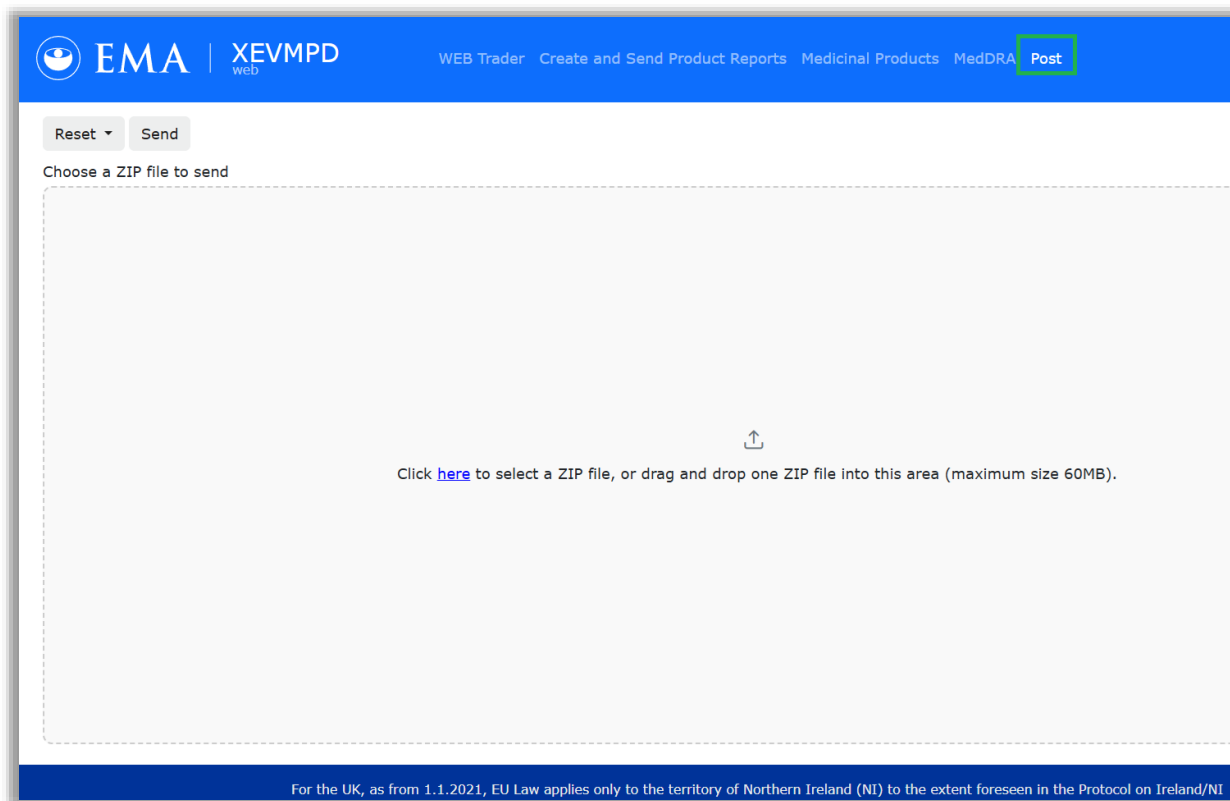 EMA | XEVMPD
web
WEB Trader Create and Send Product Reports Medicinal Products MedDRA Post
Reset Send
Choose a ZIP file to send
Click here to select a ZIP file, or drag and drop one ZIP file into this area (maximum size 60MB).
For the UK, as from 1.1.2021, EU Law applies only to the territory of Northern Ireland (NI) to the extent foreseen in the Protocol on Ireland/NI